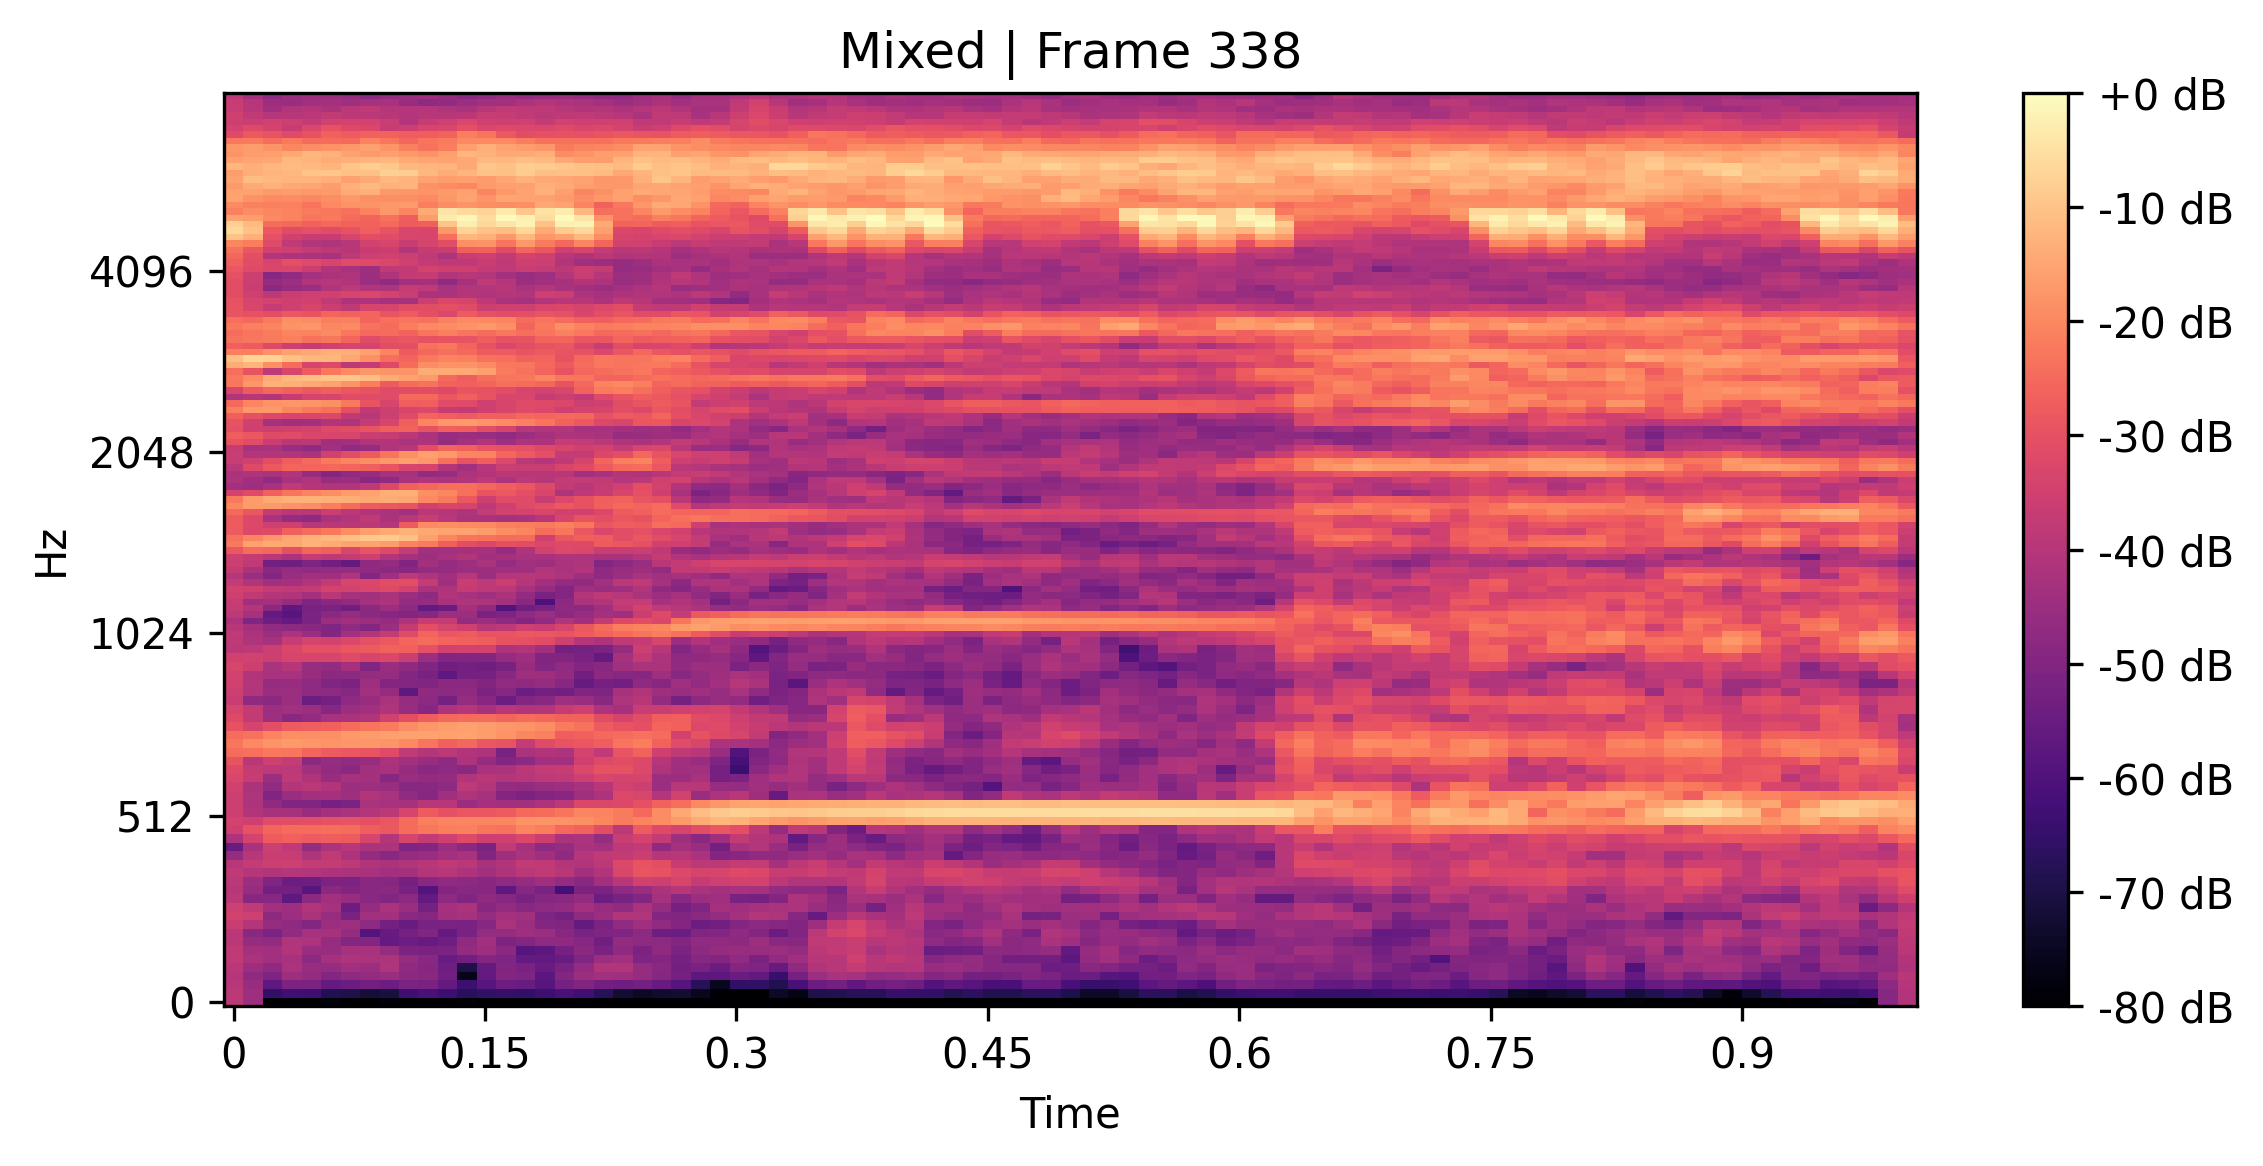 Mixed | Frame 338
Hz
4096
2048
1024
512
0
0 0.15 0.3 0.45 0.6 0.75 0.9
Time
+0 dB
-10 dB
-20 dB
-30 dB
-40 dB
-50 dB
-60 dB
-70 dB
-80 dB